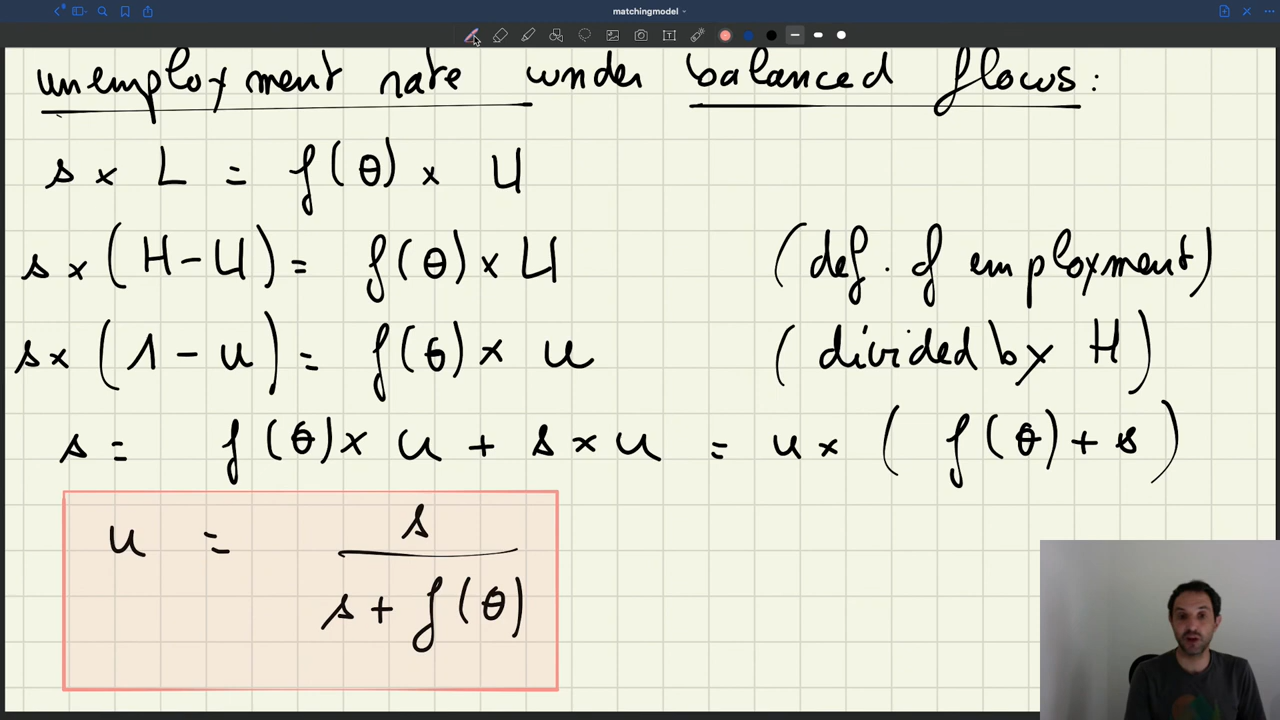 matchingmodel
unemployment rate under balanced flows:
s × L = f(θ) × U
s × (H - U) = f(θ) × U (def. of employment)
s × (1 - u) = f(θ) × u (divided by H)
s = f(θ) × u + s × u = u × (f(θ) + s)
u = s / (s + f(θ))